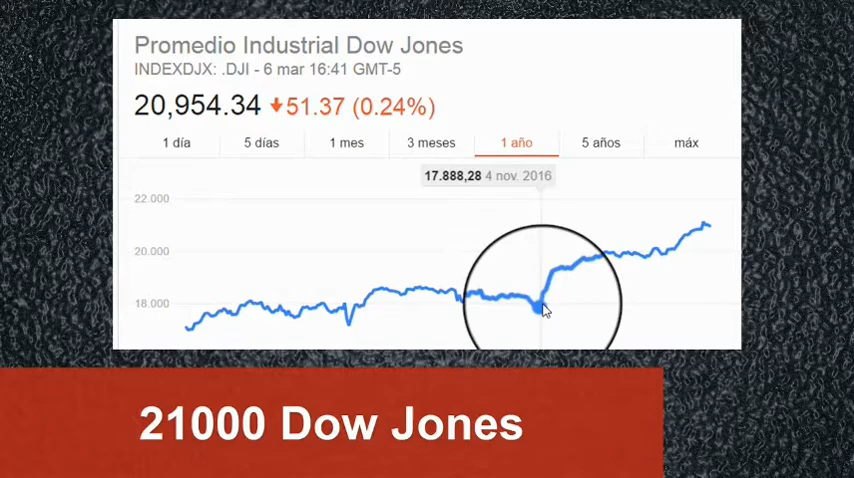 Promedio Industrial Dow Jones
INDEXDJX: .DJI - 6 mar 16:41 GMT-5
20,954.34 ↓51.37 (0.24%)
1 día 5 días 1 mes 3 meses 1 año 5 años máx
17.888,28 4 nov. 2016
22.000
20.000
18.000
21000 Dow Jones